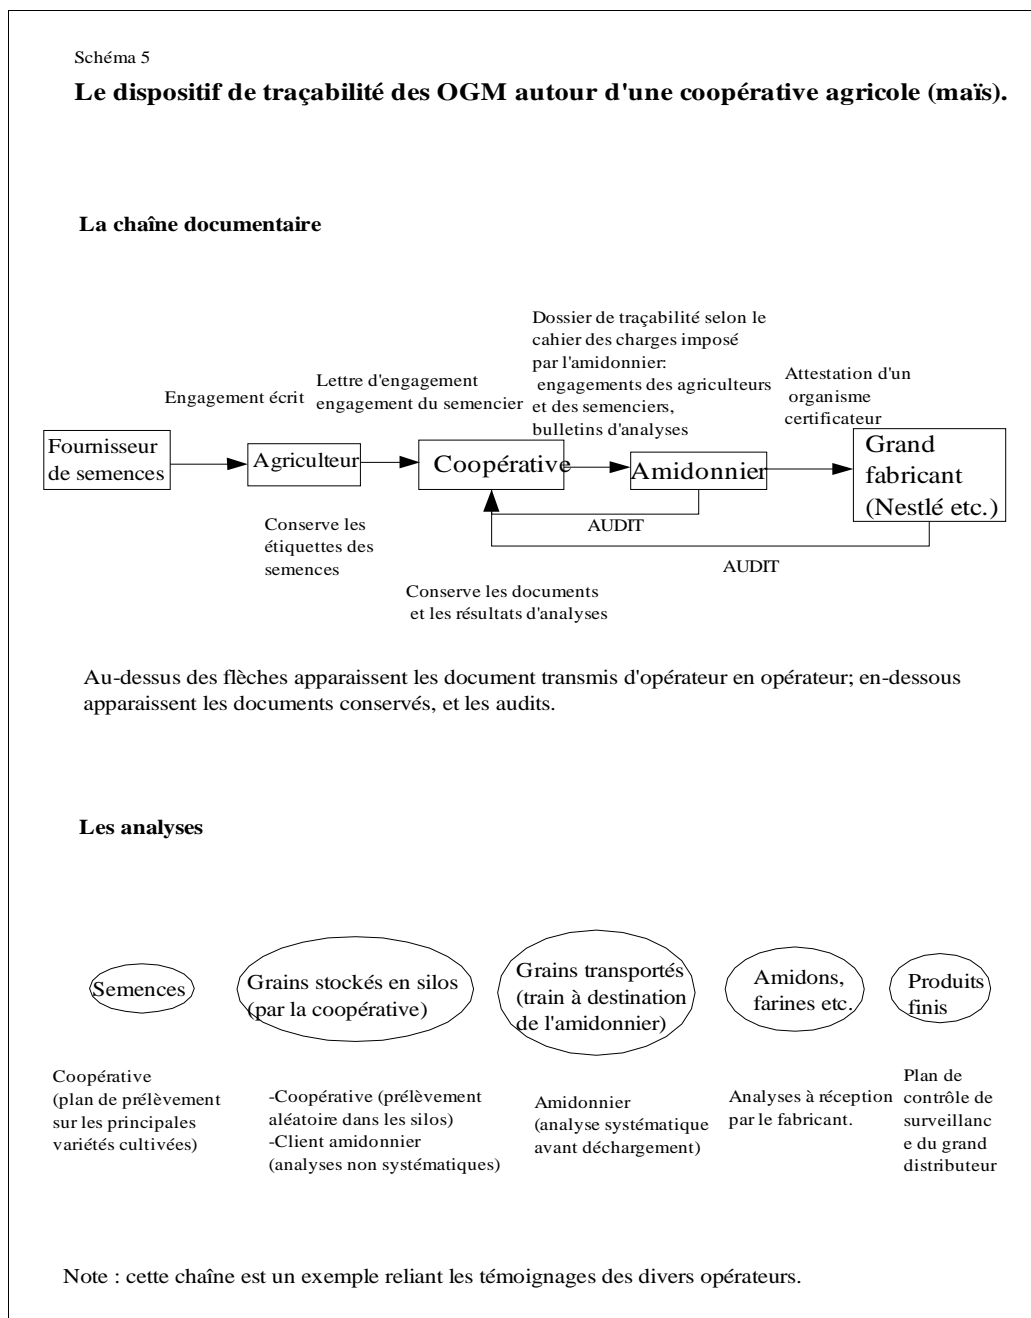 Schéma 5
Le dispositif de traçabilité des OGM autour d'une coopérative agricole (maïs).
La chaîne documentaire
Engagement écrit
Lettre d'engagement
engagement du semencier
Dossier de traçabilité selon le
cahier des charges imposé
par l'amidonnier:
engagements des agriculteurs
et des semenciers,
bulletins d'analyses
Attestation d'un
organisme
certificateur
Fournisseur
de semences
Agriculteur
Coopérative
Amidonnier
Grand
fabricant
(Nestlé etc.)
Conserve les
étiquettes des
semences
AUDIT
AUDIT
Conserve les documents
et les résultats d'analyses
Au-dessus des flèches apparaissent les document transmis d'opérateur en opérateur; en-dessous
apparaissent les documents conservés, et les audits.
Les analyses
Semences
Grains stockés en silos
(par la coopérative)
Grains transportés
(train à destination
de l'amidonnier)
Amidons,
farines etc.
Produits
finis
Coopérative
(plan de prélèvement
sur les principales
variétés cultivées)
-Coopérative (prélèvement
aléatoire dans les silos)
-Client amidonnier
(analyses non systématiques)
Amidonnier
(analyse systématique
avant déchargement)
Analyses à réception
par le fabricant.
Plan de
contrôle de
surveillanc
e du grand
distributeur
Note : cette chaîne est un exemple reliant les témoignages des divers opérateurs.